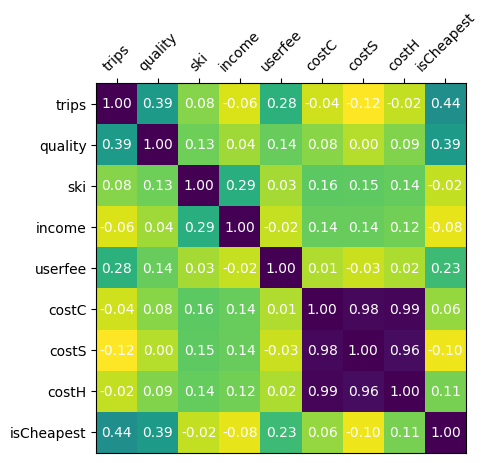 trips quality ski income userfee costC costS costH isCheapest
trips 1.00 0.39 0.08 -0.06 0.28 -0.04 -0.12 -0.02 0.44
quality 0.39 1.00 0.13 0.04 0.14 0.08 0.00 0.09 0.39
ski 0.08 0.13 1.00 0.29 0.03 0.16 0.15 0.14 -0.02
income -0.06 0.04 0.29 1.00 -0.02 0.14 0.14 0.12 -0.08
userfee 0.28 0.14 0.03 -0.02 1.00 0.01 -0.03 0.02 0.23
costC -0.04 0.08 0.16 0.14 0.01 1.00 0.98 0.99 0.06
costS -0.12 0.00 0.15 0.14 -0.03 0.98 1.00 0.96 -0.10
costH -0.02 0.09 0.14 0.12 0.02 0.99 0.96 1.00 0.11
isCheapest 0.44 0.39 -0.02 -0.08 0.23 0.06 -0.10 0.11 1.00